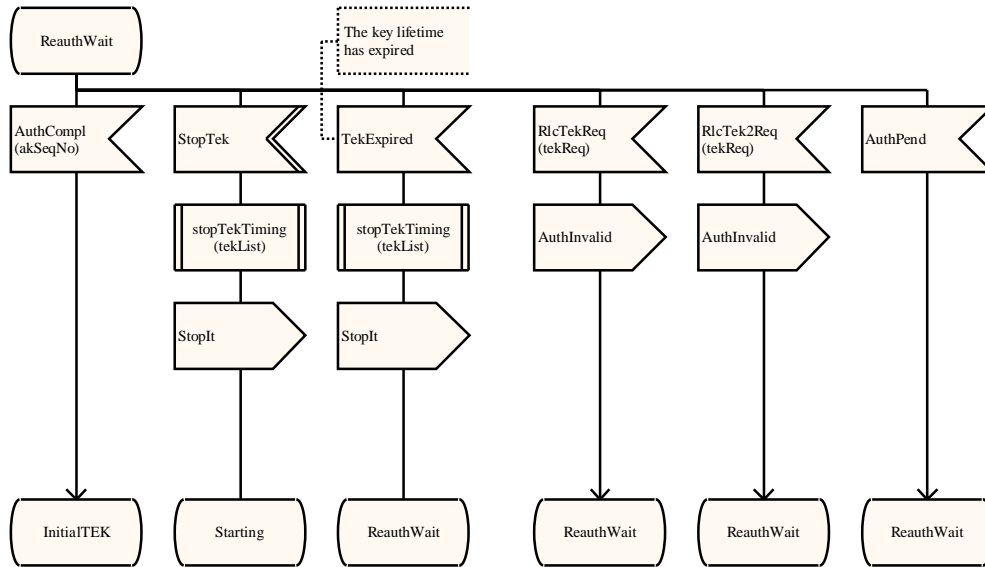 ReauthWait
The key lifetime
has expired
AuthCompl
(akSeqNo)
StopTek
TekExpired
RlcTekReq
(tekReq)
RlcTek2Req
(tekReq)
AuthPend
stopTekTiming
(tekList)
stopTekTiming
(tekList)
AuthInvalid
AuthInvalid
StopIt
StopIt
InitialTEK
Starting
ReauthWait
ReauthWait
ReauthWait
ReauthWait